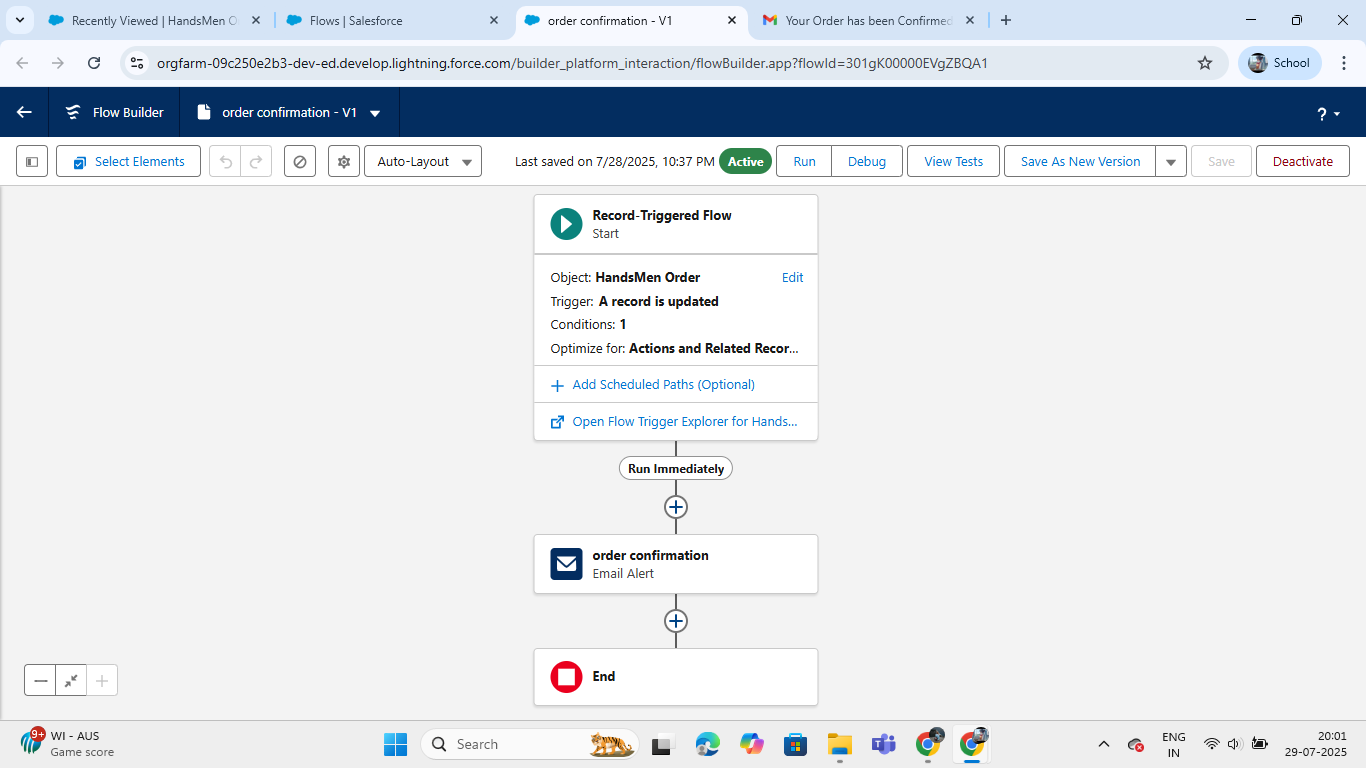 Recently Viewed | HandsMen O
Flows | Salesforce
order confirmation - V1
Your Order has been Confirmed
orgfarm-09c250e2b3-dev-ed.develop.lightning.force.com/builder_platform_interaction/flowBuilder.app?flowId=301gK00000EVgZBQA1
School
Flow Builder
order confirmation - V1
?
Select Elements
Auto-Layout
Last saved on 7/28/2025, 10:37 PM
Active
Run
Debug
View Tests
Save As New Version
Save
Deactivate
Record-Triggered Flow
Start
Object: HandsMen Order
Edit
Trigger: A record is updated
Conditions: 1
Optimize for: Actions and Related Recor...
Add Scheduled Paths (Optional)
Open Flow Trigger Explorer for Hands...
Run Immediately
order confirmation
Email Alert
End
9+
WI - AUS
Game score
Search
ENG
IN
20:01
29-07-2025